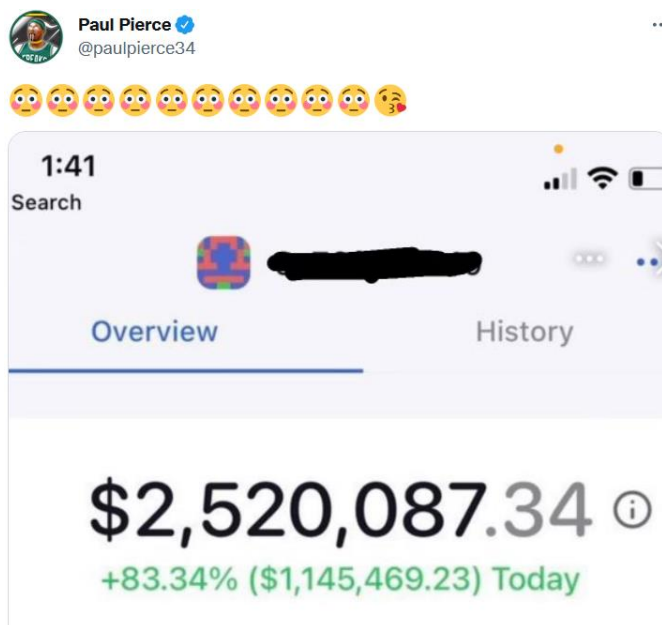 Paul Pierce
@paulpierce34
😳😳😳😳😳😳😳😳😳😳😘
1:41
Search
Overview
History
$2,520,087.34
+83.34% ($1,145,469.23) Today